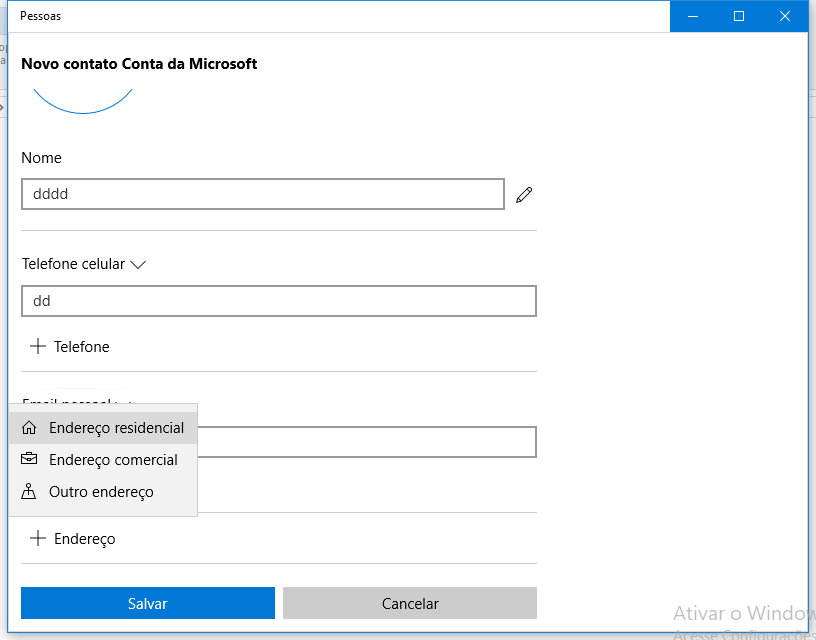 Pessoas
Novo contato Conta da Microsoft
Nome
dddd
Telefone celular
dd
Telefone
Email pessoal
Endereço residencial
Endereço comercial
Outro endereço
Endereço
Salvar
Cancelar
Ativar o Window
Acesse Configurações